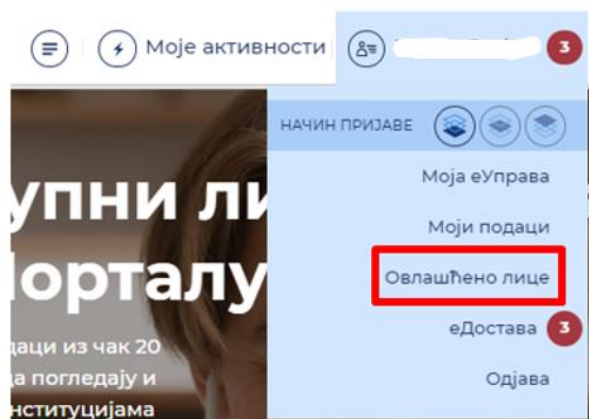 Моје активности
3
НАЧИН ПРИЈАВЕ
Моја еУправа
упни ли
Моји подаци
Порталу
Овлашћено лице
еДостава 3
даци из чак 20
да погледају и
Одјава
нституцијама